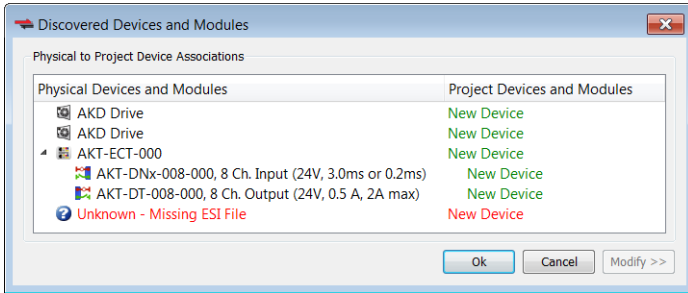 Discovered Devices and Modules
Physical to Project Device Associations
Physical Devices and Modules Project Devices and Modules
AKD Drive New Device
AKD Drive New Device
AKT-ECT-000 New Device
AKT-DNx-008-000, 8 Ch. Input (24V, 3.0ms or 0.2ms) New Device
AKT-DT-008-000, 8 Ch. Output (24V, 0.5 A, 2A max) New Device
Unknown - Missing ESI File New Device
Ok Cancel Modify >>